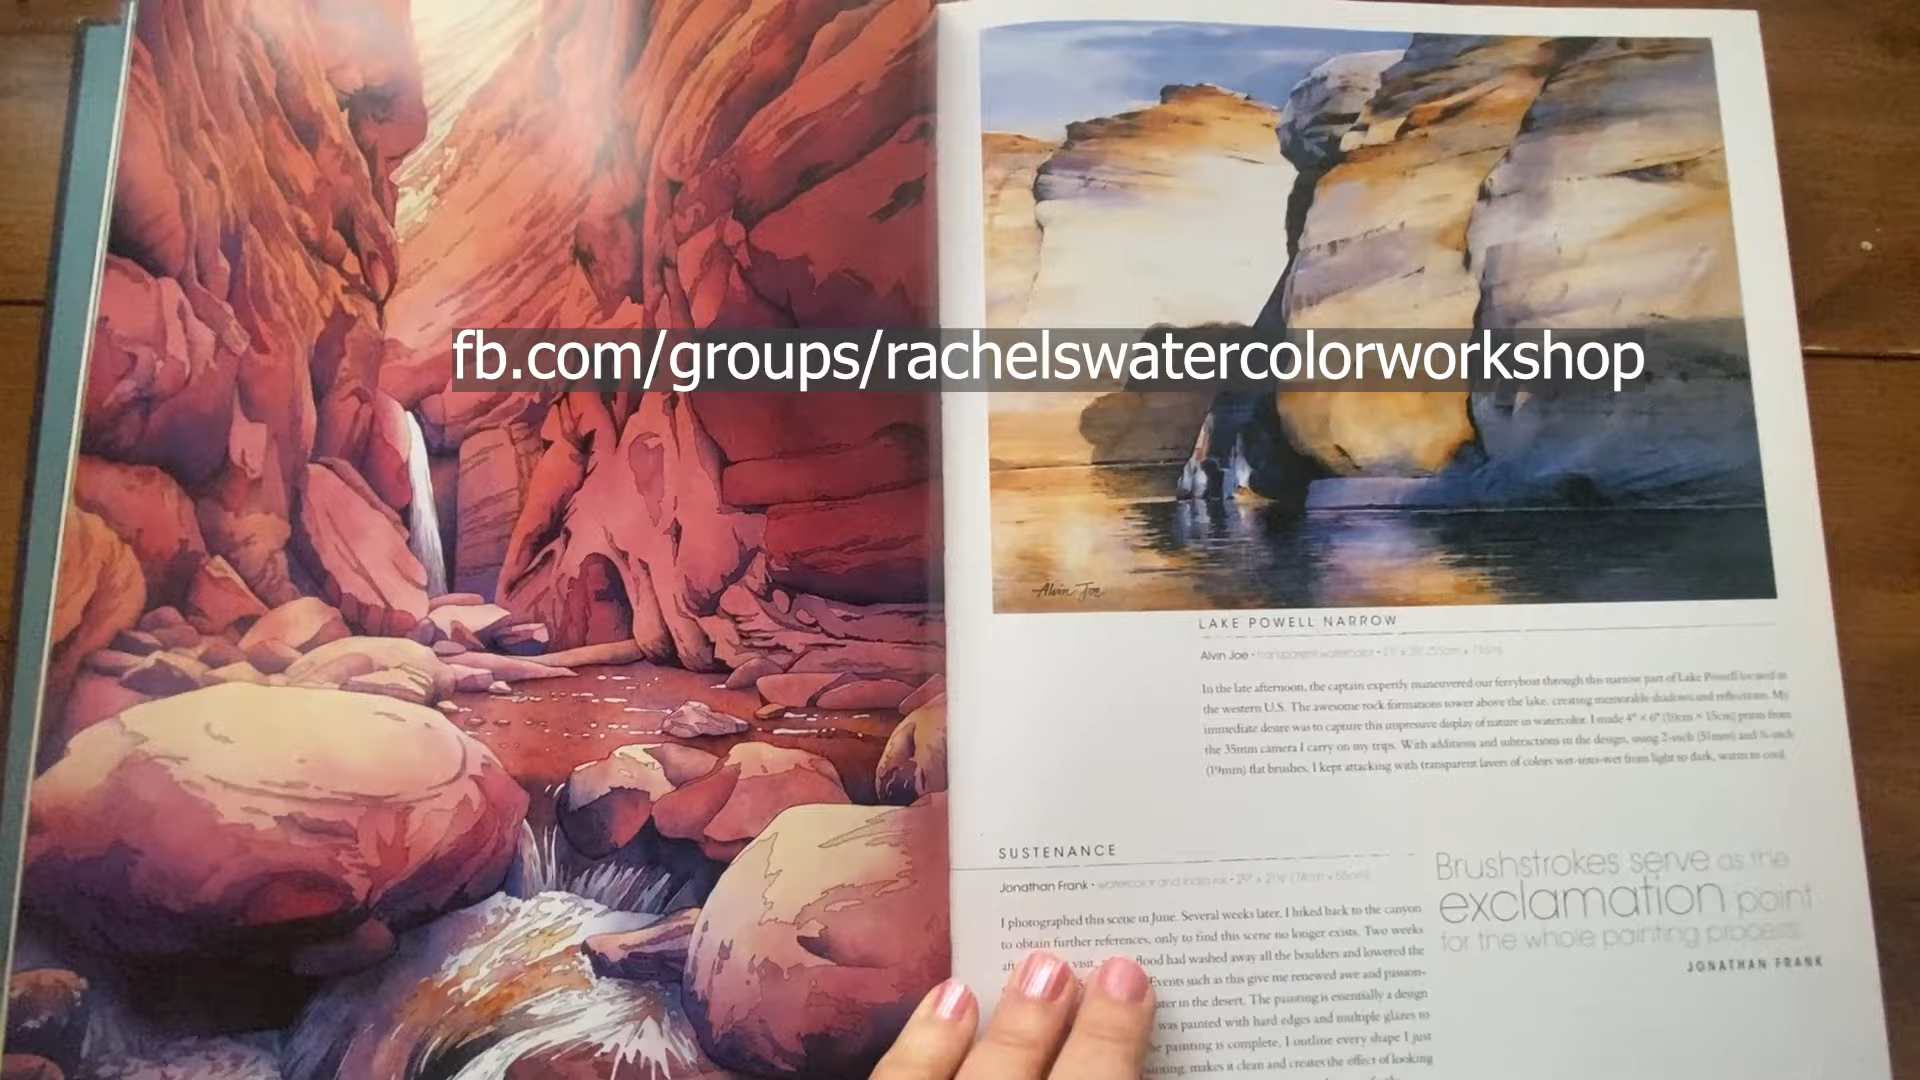 fb.com/groups/rachelswatercolorworkshop
Alvin Joe
LAKE POWELL NARROW
Alvin Joe • transparent watercolor •
In the late afternoon, the captain expertly maneuvered our ferryboat through this narrow part of Lake Powell located in
the western U.S. The awesome rock formations tower above the lake, creating memorable shadows and reflections. My
immediate desire was to capture this impressive display of nature in watercolor. I made 4" × 6" (10cm × 15cm) prints from
the 35mm camera I carry on my trips. With additions and subtractions in the design, using 2-inch (51mm) and ¾-inch
(19mm) flat brushes, I kept attacking with transparent layers of colors wet-into-wet from light to dark, warm to cool.
SUSTENANCE
Jonathan Frank • watercolor and india ink •
I photographed this scene in June. Several weeks later, I hiked back to the canyon
to obtain further references, only to find this scene no longer exists. Two weeks
visit, flood had washed away all the boulders and lowered the
Events such as this give me renewed awe and passion-
in the desert. The painting is essentially a design
was painted with hard edges and multiple glazes to
painting is complete, I outline every shape I just
makes it clean and creates the effect of looking
Brushstrokes serve as the
exclamation point
for the whole painting process.
JONATHAN FRANK